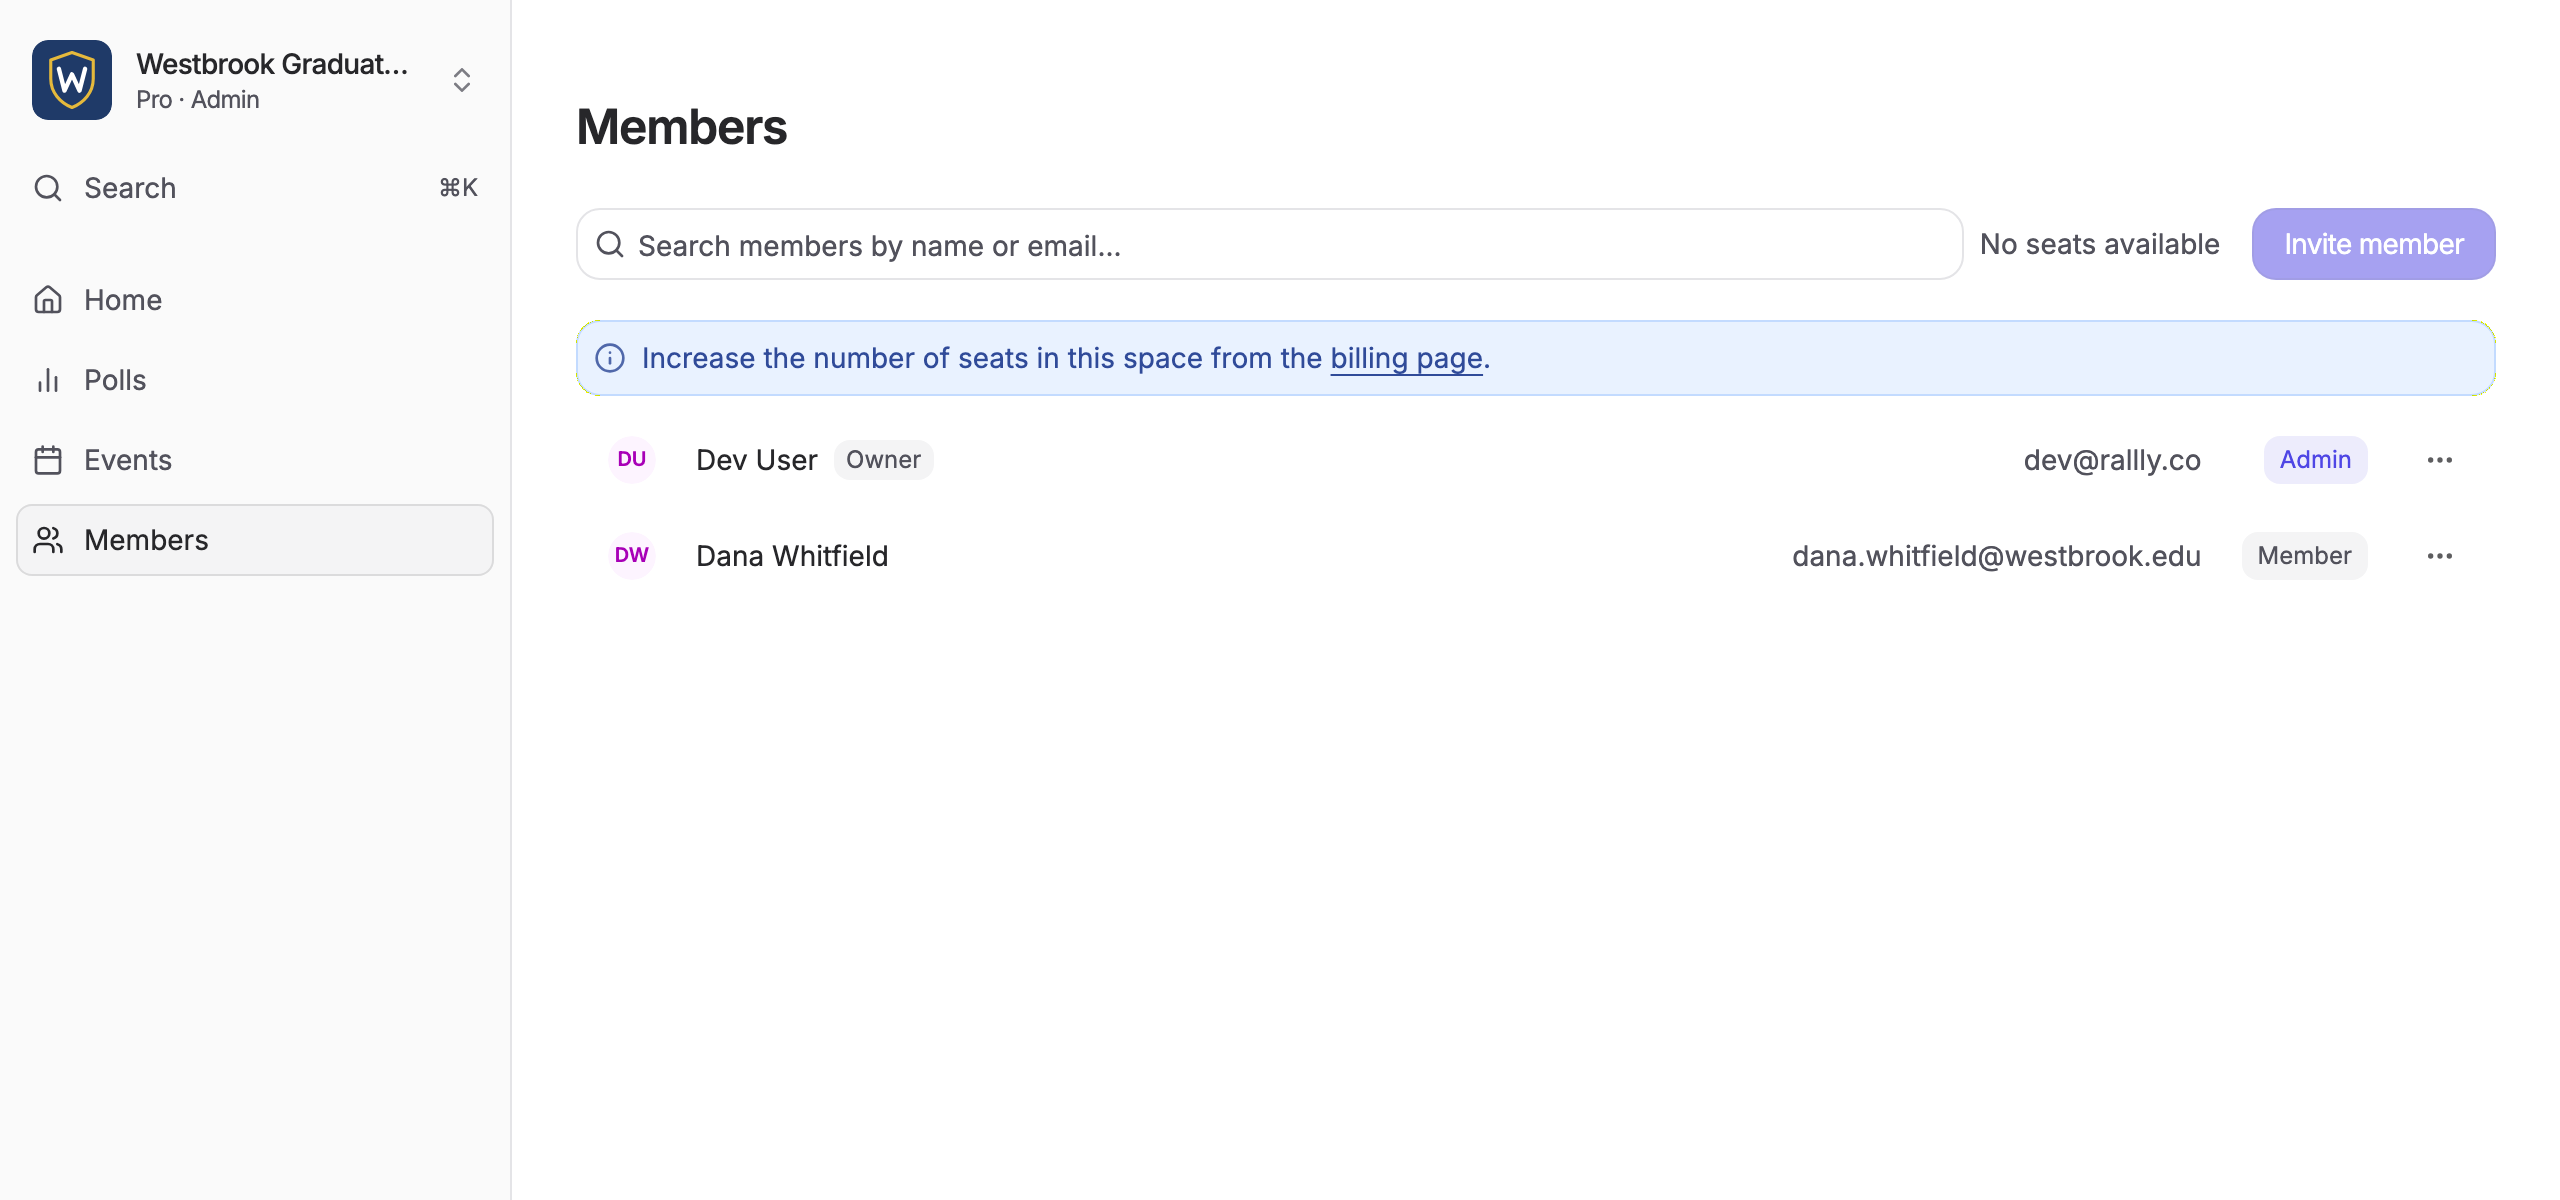 W
Westbrook Graduat...
Pro · Admin
Search ⌘K
Home
Polls
Events
Members
Members
Search members by name or email... No seats available Invite member
Increase the number of seats in this space from the billing page.
DU Dev User Owner dev@rallly.co Admin
DW Dana Whitfield dana.whitfield@westbrook.edu Member